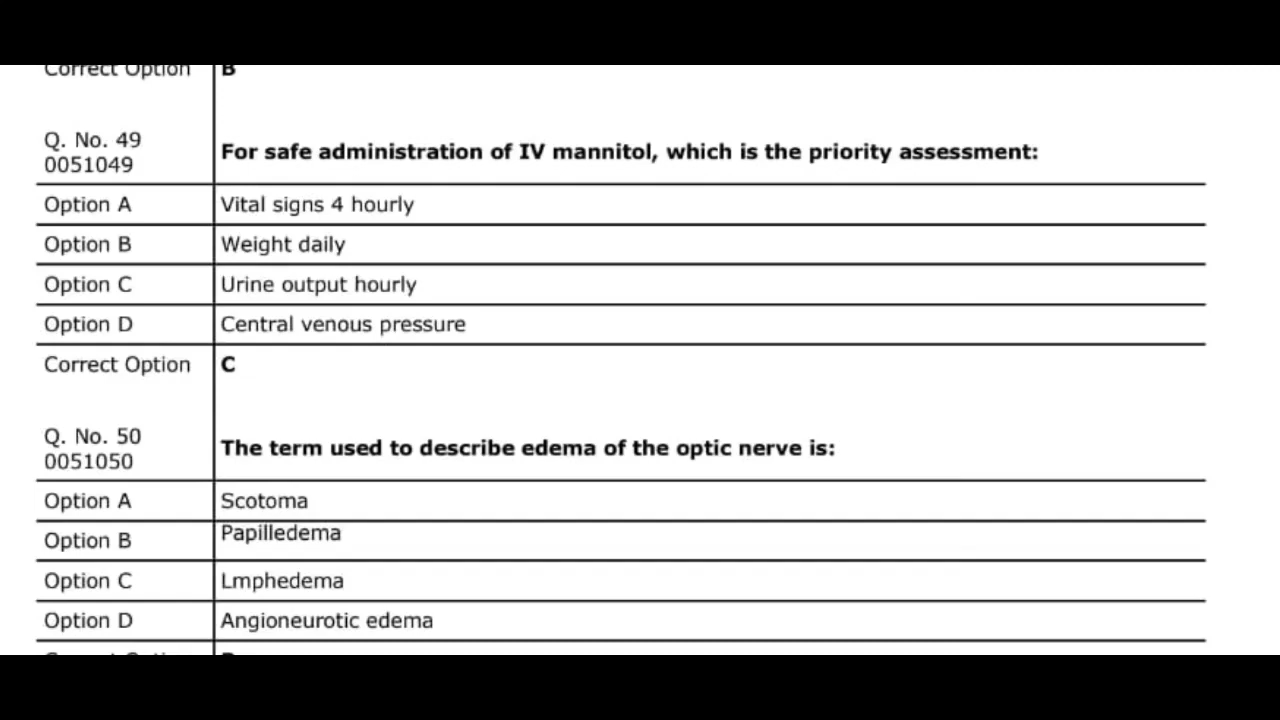 Correct Option B
Q. No. 49
0051049
For safe administration of IV mannitol, which is the priority assessment:
Option A Vital signs 4 hourly
Option B Weight daily
Option C Urine output hourly
Option D Central venous pressure
Correct Option C
Q. No. 50
0051050
The term used to describe edema of the optic nerve is:
Option A Scotoma
Option B Papilledema
Option C Lmphedema
Option D Angioneurotic edema